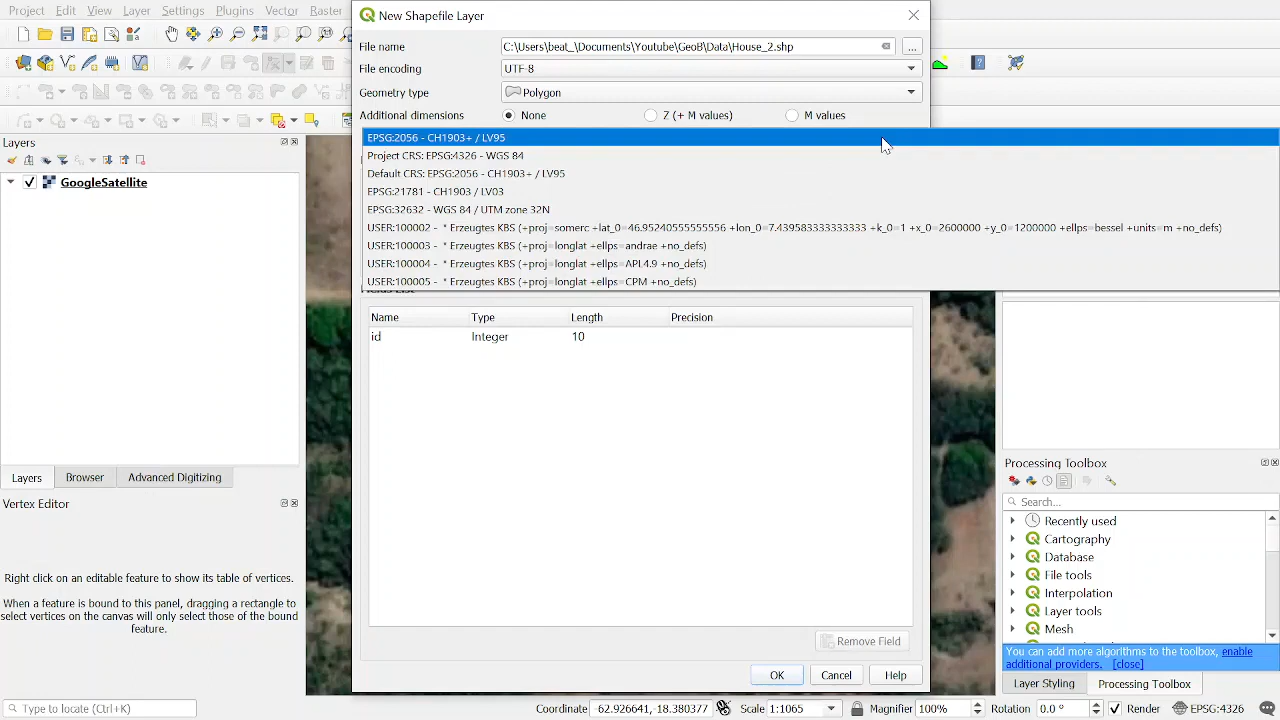 Project Edit View Layer Settings Plugins Vector Raster
New Shapefile Layer
File name C:\Users\beat_\Documents\Youtube\Geo8\Data\House_2.shp ...
File encoding UTF-8
Geometry type Polygon
Additional dimensions None Z (+ M values) M values
EPSG:2056 - CH1903+ / LV95
Project CRS: EPSG:4326 - WGS 84
Default CRS: EPSG:2056 - CH1903+ / LV95
EPSG:21781 - CH1903 / LV03
EPSG:32632 - WGS 84 / UTM zone 32N
USER:100002 - * Erzeugtes KBS (+proj=somerc +lat_0=46.95240555555556 +lon_0=7.439583333333333 +k_0=1 +x_0=2600000 +y_0=1200000 +ellps=bessel +units=m +no_defs)
USER:100003 - * Erzeugtes KBS (+proj=longlat +ellps=andrae +no_defs)
USER:100004 - * Erzeugtes KBS (+proj=longlat +ellps=APL4.9 +no_defs)
USER:100005 - * Erzeugtes KBS (+proj=longlat +ellps=CPM +no_defs)
Name Type Length Precision
id Integer 10
Remove Field
OK Cancel Help
Layers
GoogleSatellite
Layers Browser Advanced Digitizing
Vertex Editor
Right click on an editable feature to show its table of vertices.
When a feature is bound to this panel, dragging a rectangle to
select vertices on the canvas will only select those of the bound
feature.
Processing Toolbox
Search...
Recently used
Cartography
Database
File tools
Interpolation
Layer tools
Mesh
You can add more algorithms to the toolbox, enable
additional providers. [close]
Layer Styling Processing Toolbox
Type to locate (Ctrl+K) Coordinate -62.926641,-18.380377 Scale 1:1065 Magnifier 100% Rotation 0.0 ° Render EPSG:4326